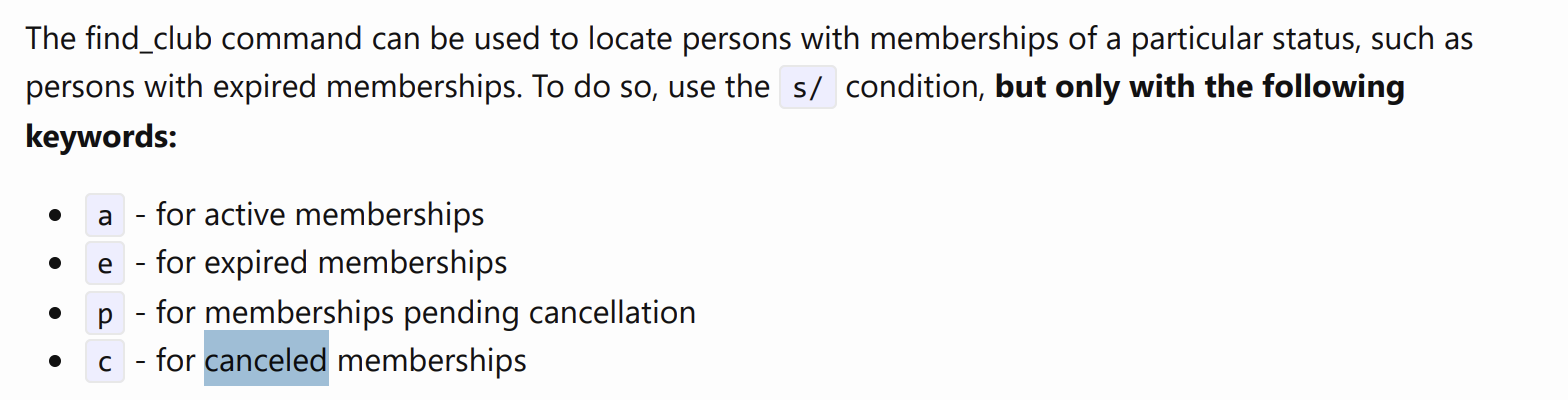 The find_club command can be used to locate persons with memberships of a particular status, such as
persons with expired memberships. To do so, use the s/ condition, but only with the following
keywords:
a - for active memberships
e - for expired memberships
p - for memberships pending cancellation
c - for canceled memberships